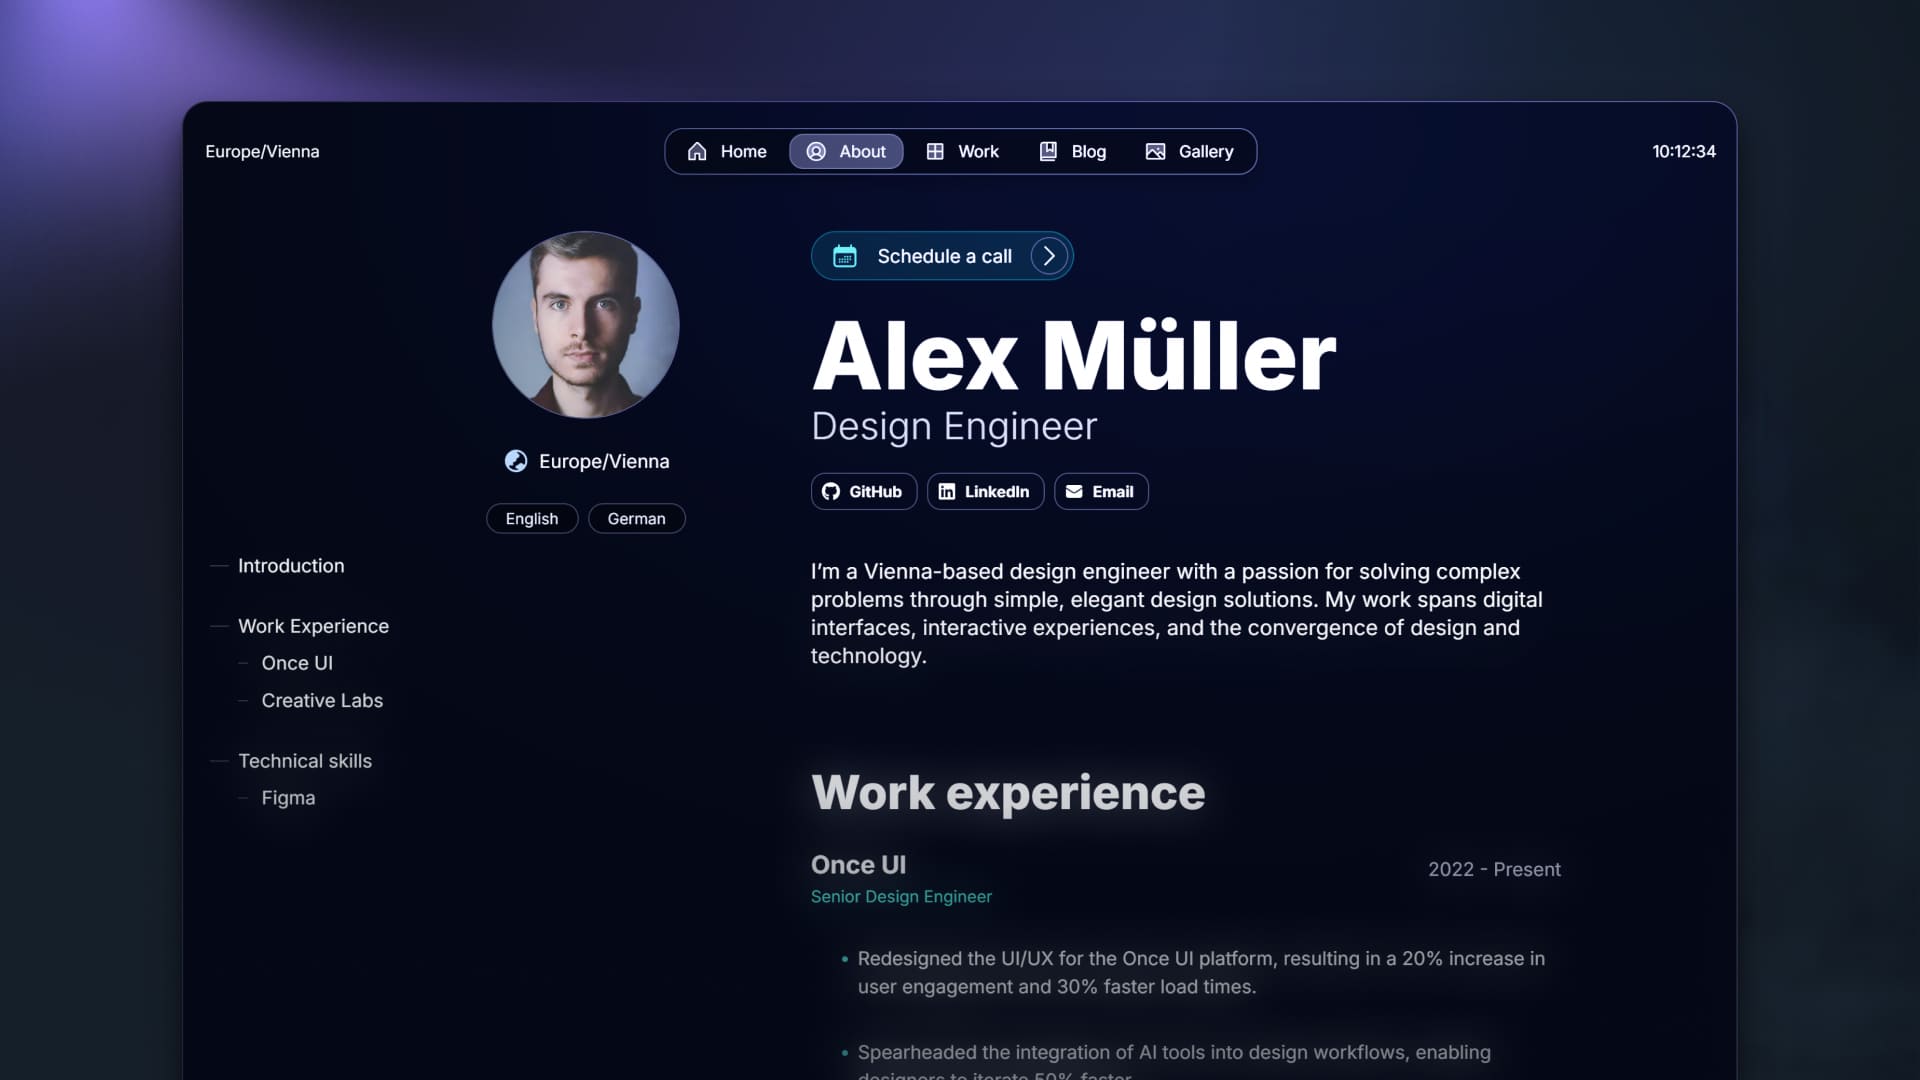 Europe/Vienna
Home
About
Work
Blog
Gallery
10:12:34
Schedule a call
Alex Müller
Design Engineer
Europe/Vienna
GitHub
LinkedIn
Email
English
German
Introduction
Work Experience
Once UI
Creative Labs
Technical skills
Figma
I’m a Vienna-based design engineer with a passion for solving complex
problems through simple, elegant design solutions. My work spans digital
interfaces, interactive experiences, and the convergence of design and
technology.
Work experience
Once UI
2022 - Present
Senior Design Engineer
• Redesigned the UI/UX for the Once UI platform, resulting in a 20% increase in
user engagement and 30% faster load times.
• Spearheaded the integration of AI tools into design workflows, enabling
designers to iterate 50% faster.